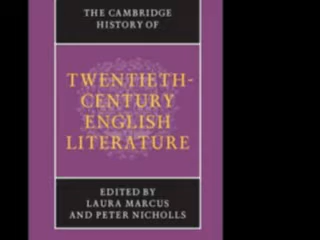 THE CAMBRIDGE
HISTORY OF
TWENTIETH-
CENTURY
ENGLISH
LITERATURE
EDITED BY
LAURA MARCUS
AND PETER NICHOLLS